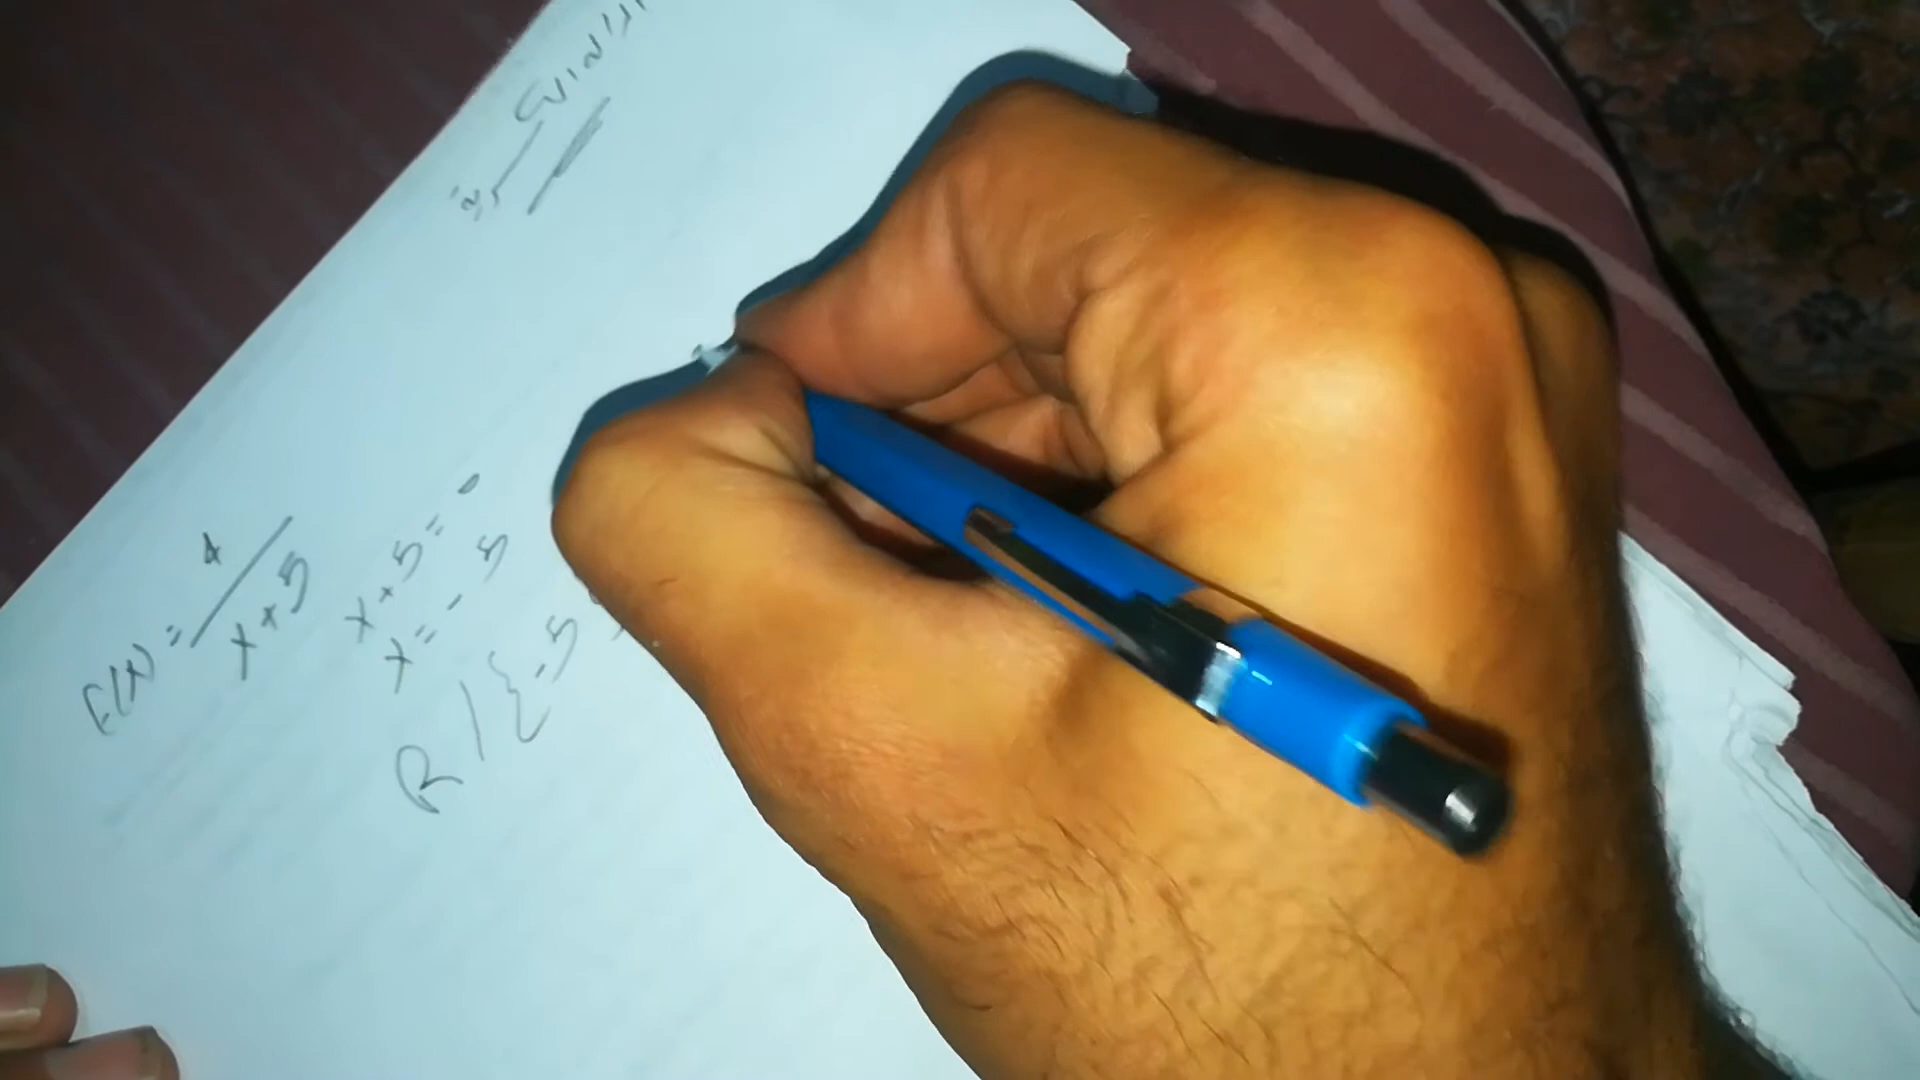 F(x) = 4 / x+5
x+5=0
x=-5
R / {-5